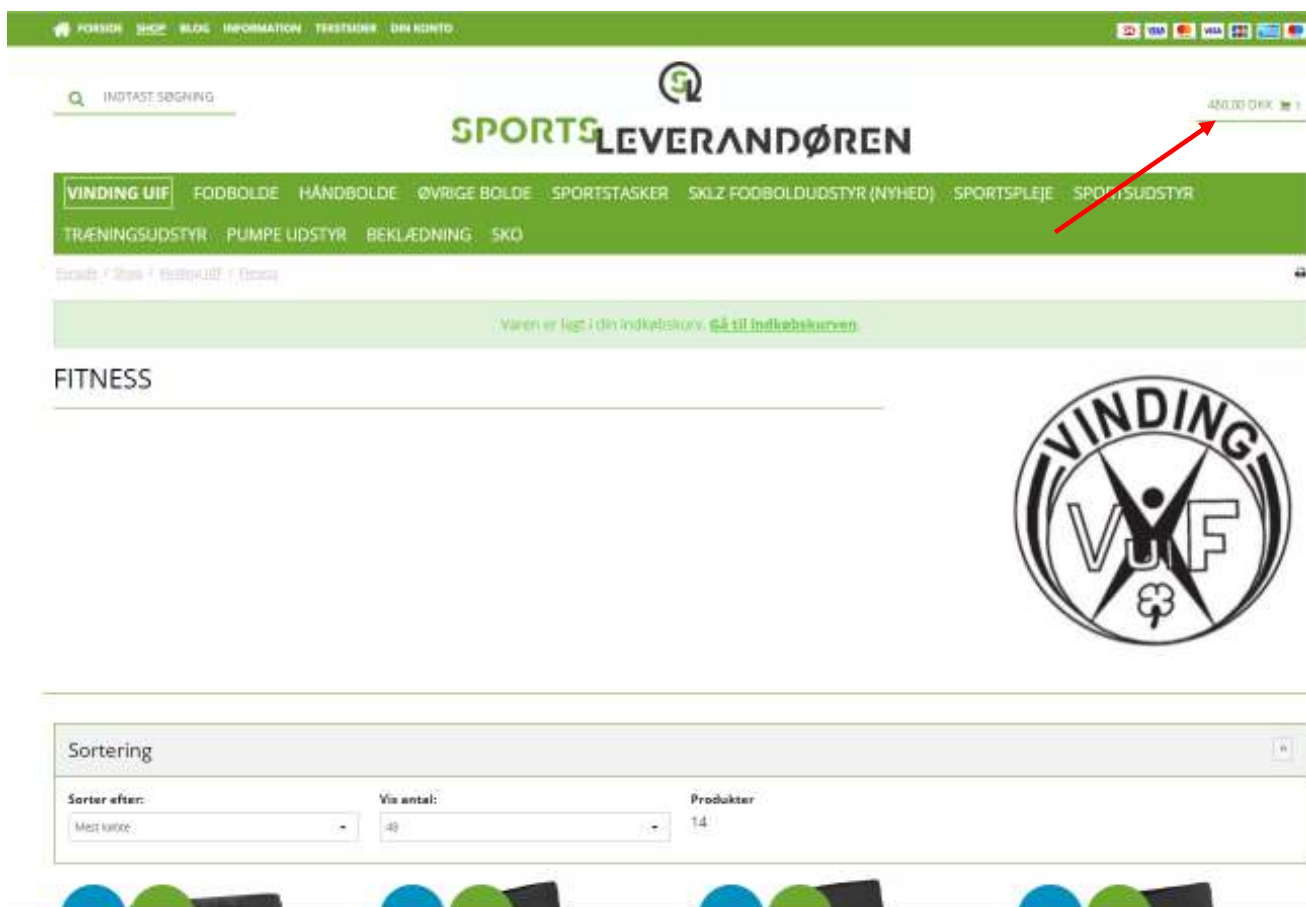 FORSIDE SHOP BLOG INFORMATION TEKSTSIDER DIN KONTO
INDTAST SØGNING
SPORTSLEVERANDØREN
DKK 1
VINDING UIF FODBOLDE HÅNDBOLDE ØVRIGE BOLDE SPORTSTASKER SKLZ FODBOLDUDSTYR (NYHED) SPORTSPLEJE SPORTSUDSTYR
TRÆNINGSUDSTYR PUMPE UDSTYR BEKLÆDNING SKO
Forside / Shop / Vinding UIF / Fitness
Varen er lagt i din indkøbskurv. Gå til indkøbskurven.
FITNESS
VINDING
VUIF
Sortering
Sorter efter: Vis antal: Produkter
Mest købte 48 14